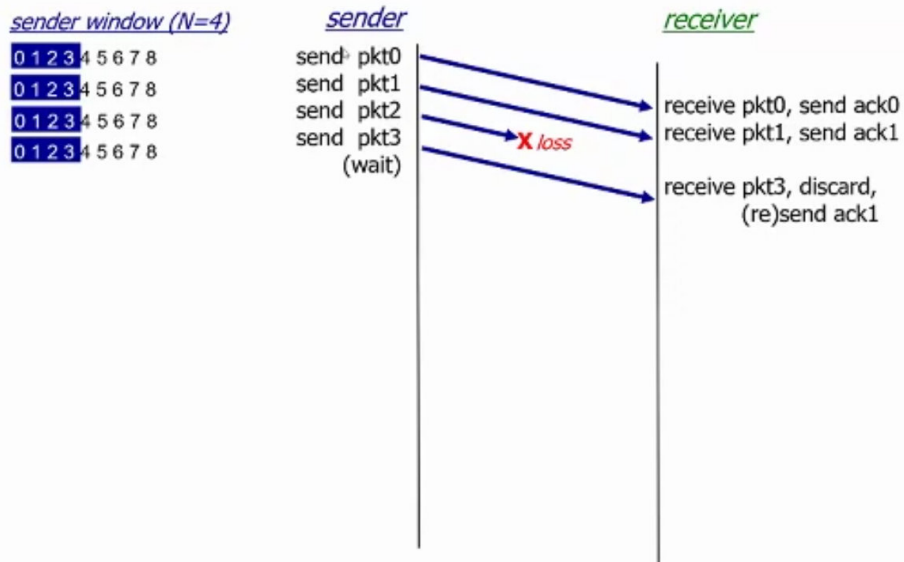 sender window (N=4)
sender
receiver
0 1 2 3 4 5 6 7 8
0 1 2 3 4 5 6 7 8
0 1 2 3 4 5 6 7 8
0 1 2 3 4 5 6 7 8
send pkt0
send pkt1
send pkt2
send pkt3
(wait)
X loss
receive pkt0, send ack0
receive pkt1, send ack1
receive pkt3, discard,
(re)send ack1